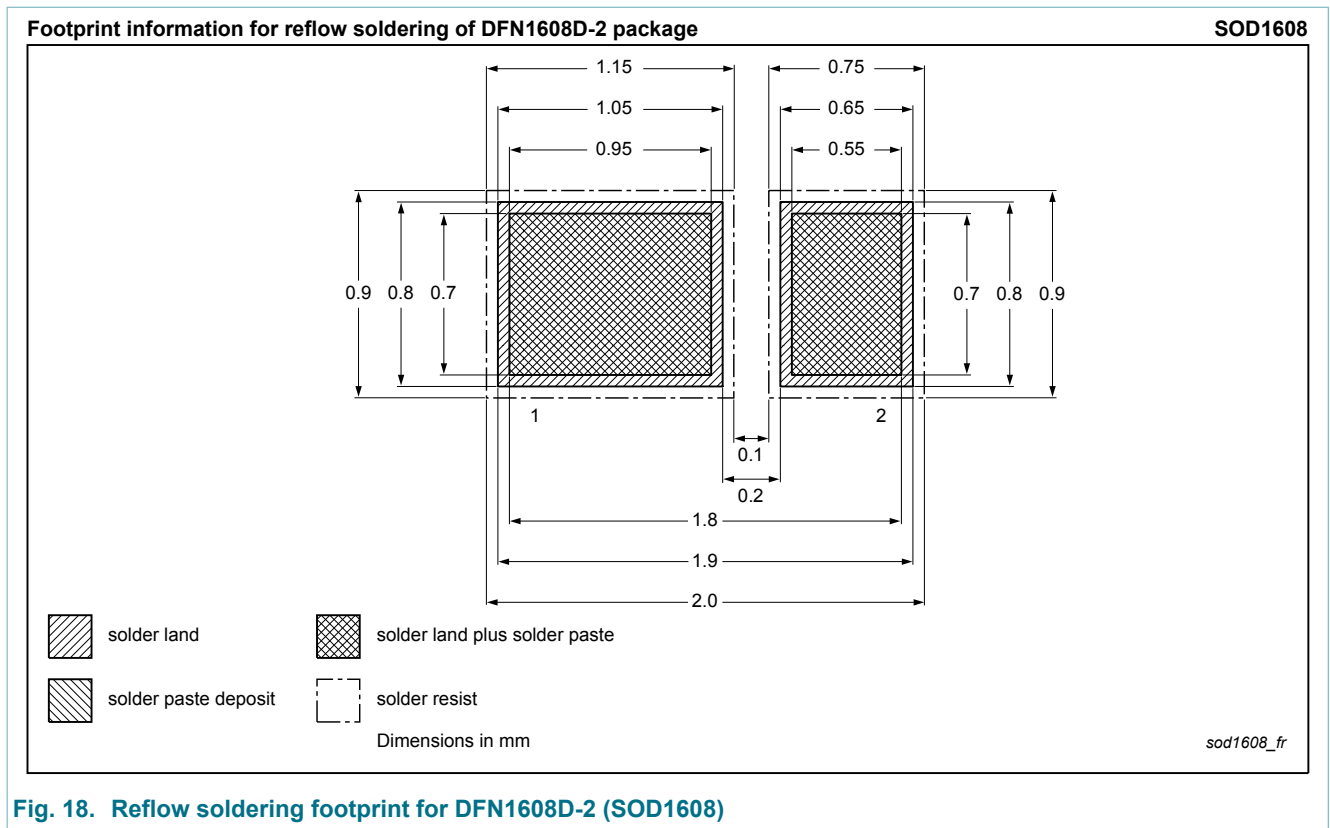 Footprint information for reflow soldering of DFN1608D-2 package SOD1608
1.15 0.75
1.05 0.65
0.95 0.55
0.9 0.8 0.7 0.7 0.8 0.9
1 2
0.1
0.2
1.8
1.9
2.0
solder land solder land plus solder paste
solder paste deposit solder resist
Dimensions in mm sod1608_fr
Fig. 18. Reflow soldering footprint for DFN1608D-2 (SOD1608)